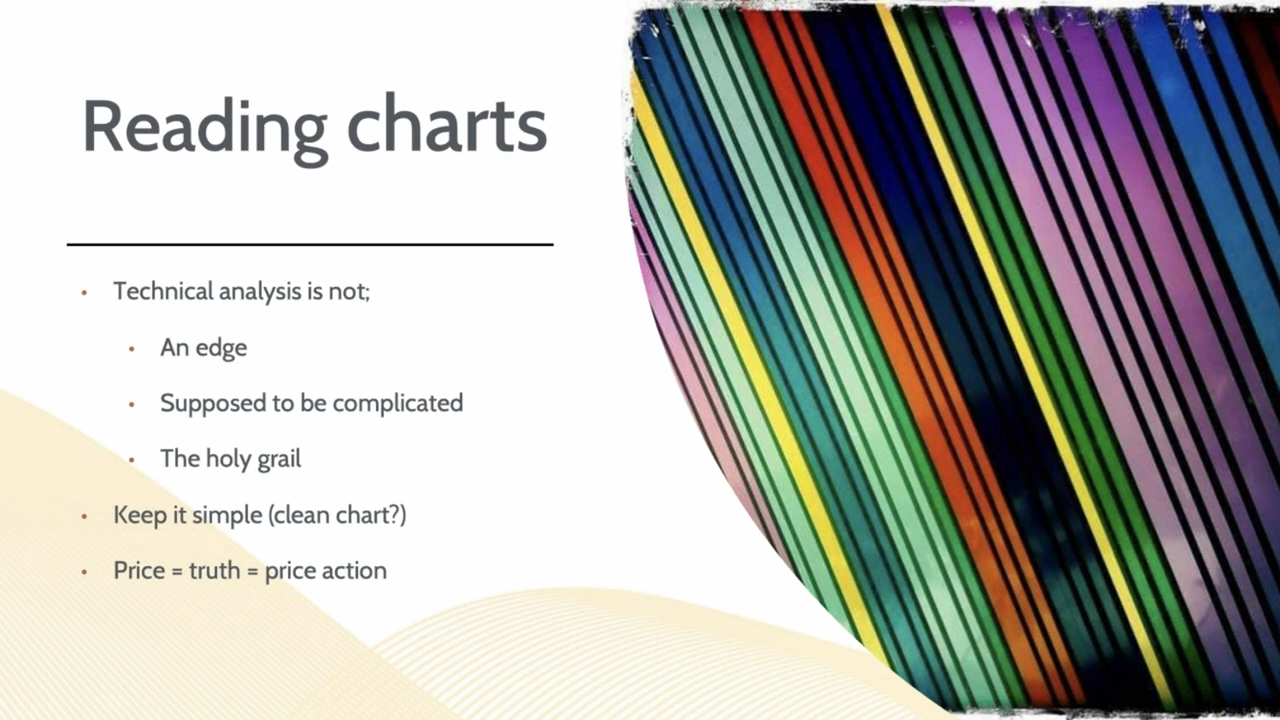 Reading charts
• Technical analysis is not;
• An edge
• Supposed to be complicated
• The holy grail
• Keep it simple (clean chart?)
• Price = truth = price action